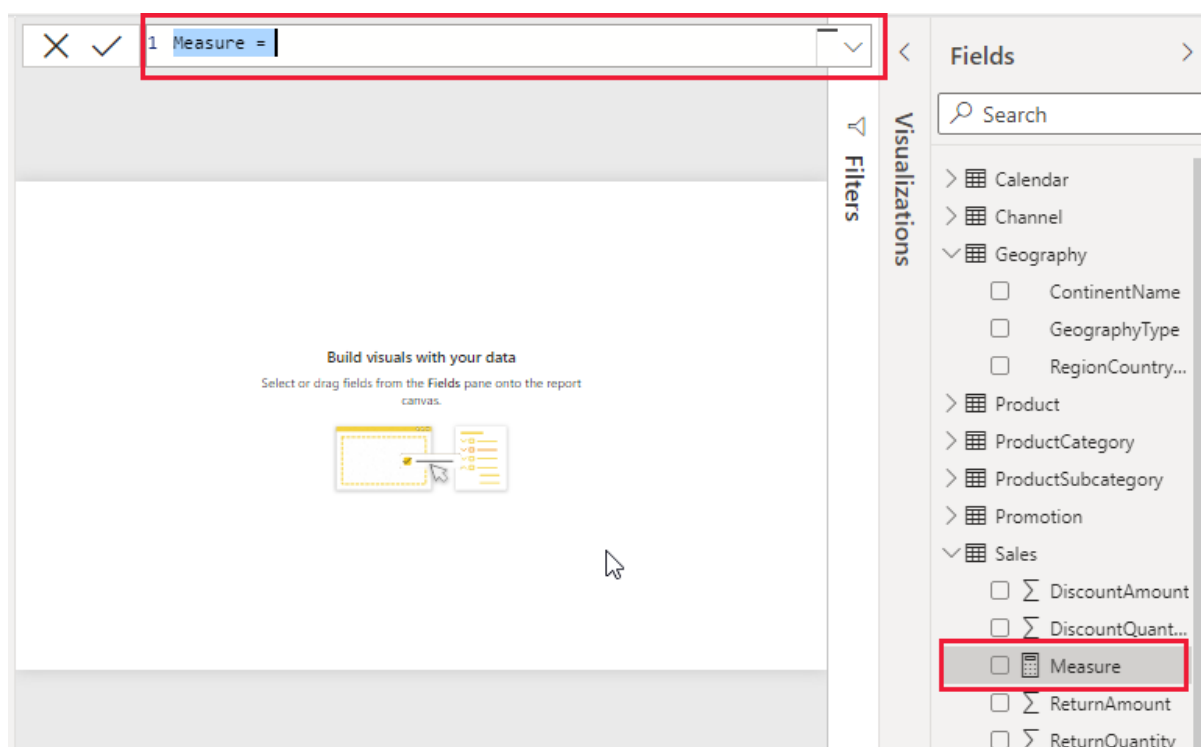 1 Measure =
Fields
Search
Visualizations
Filters
Calendar
Channel
Geography
ContinentName
GeographyType
RegionCountry...
Product
ProductCategory
ProductSubcategory
Promotion
Sales
DiscountAmount
DiscountQuant...
Measure
ReturnAmount
ReturnQuantity
Build visuals with your data
Select or drag fields from the Fields pane onto the report
canvas.